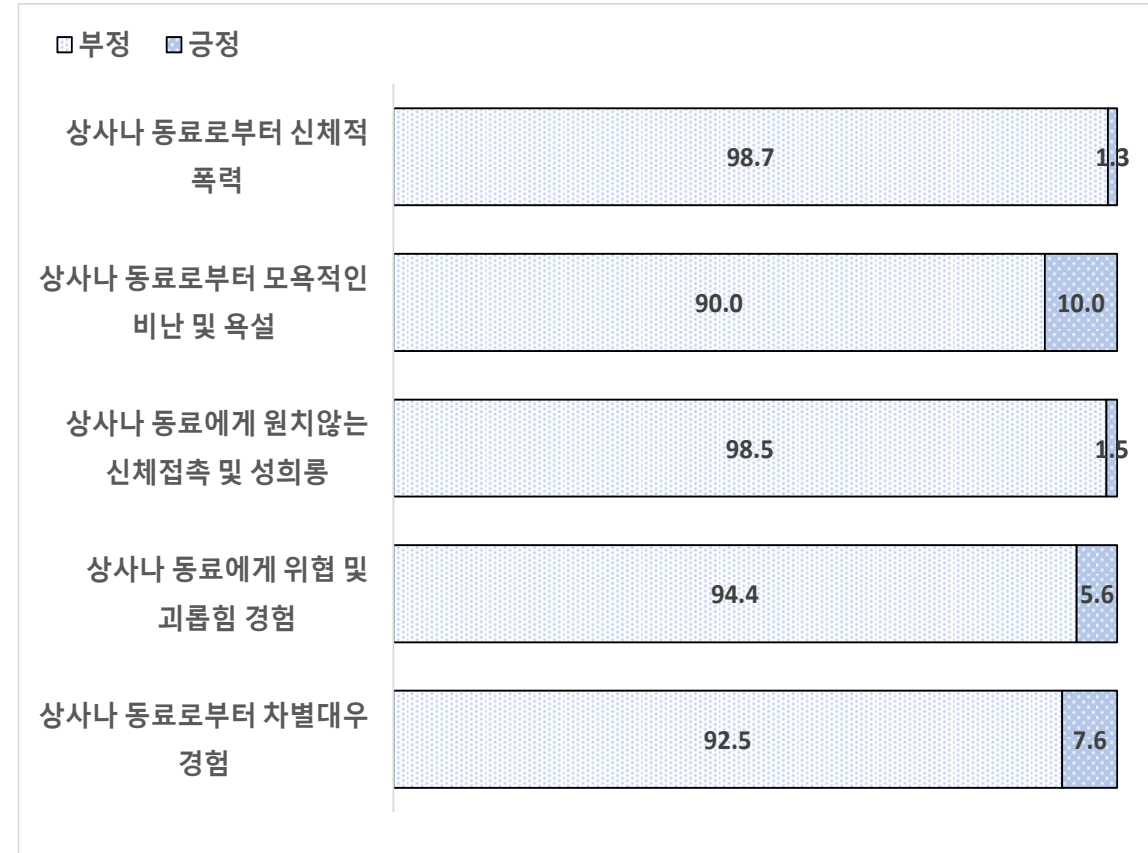 부정 긍정
상사나 동료로부터 신체적
폭력
98.7 1.3
상사나 동료로부터 모욕적인
비난 및 욕설
90.0 10.0
상사나 동료에게 원치않는
신체접촉 및 성희롱
98.5 1.5
상사나 동료에게 위협 및
괴롭힘 경험
94.4 5.6
상사나 동료로부터 차별대우
경험
92.5 7.6